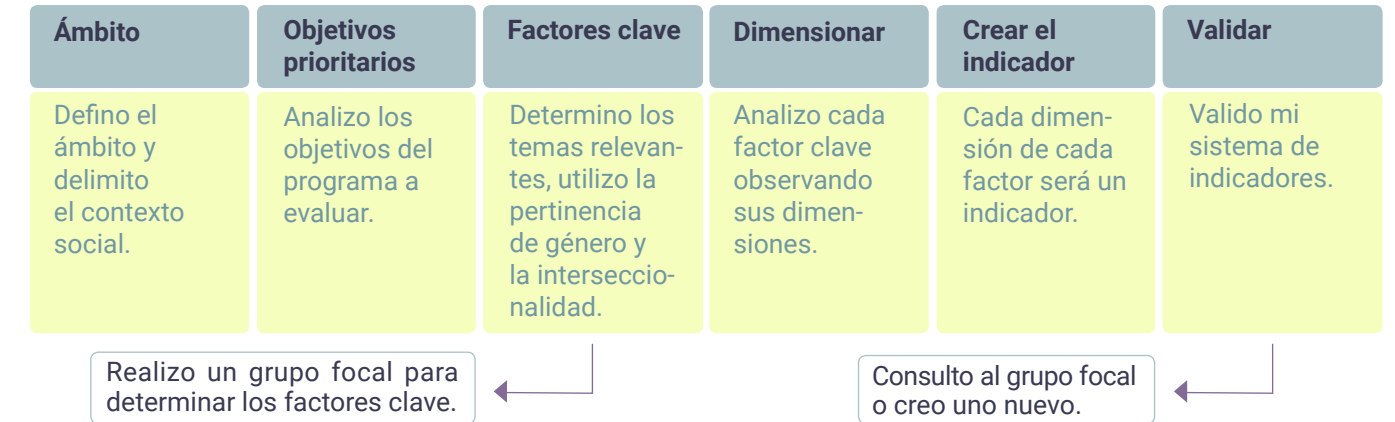 Ámbito
Defino el
ámbito y
delimito
el contexto
social.
Objetivos
prioritarios
Analizo los
objetivos del
programa a
evaluar.
Factores clave
Determino los
temas relevan-
tes, utilizo la
pertinencia
de género y
la interseccio-
nalidad.
Dimensionar
Analizo cada
factor clave
observando
sus dimen-
siones.
Crear el
indicador
Cada dimen-
sión de cada
factor será un
indicador.
Validar
Valido mi
sistema de
indicadores.
Realizo un grupo focal para
determinar los factores clave.
Consulto al grupo focal
o creo uno nuevo.